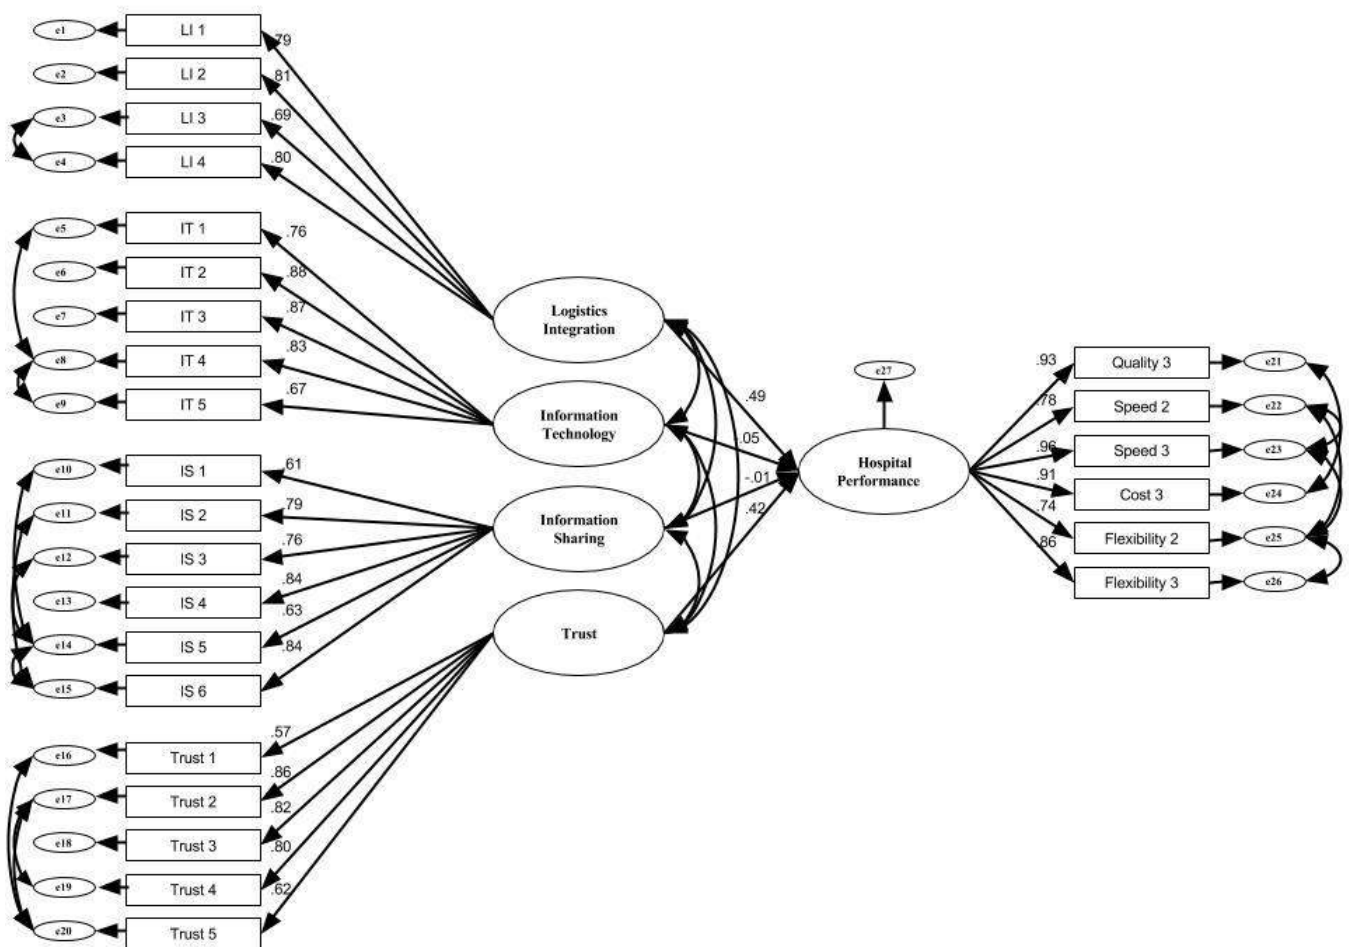 e1
LI 1
.79
e2
LI 2
.81
e3
LI 3
.69
e4
LI 4
.80
e5
IT 1
.76
e6
IT 2
.88
e7
IT 3
.87
e8
IT 4
.83
e9
IT 5
.67
e10
IS 1
.61
e11
IS 2
.79
e12
IS 3
.76
e13
IS 4
.84
e14
IS 5
.63
e15
IS 6
.84
e16
Trust 1
.57
e17
Trust 2
.86
e18
Trust 3
.82
e19
Trust 4
.80
e20
Trust 5
.62
Logistics
Integration
Information
Technology
Information
Sharing
Trust
.49
.05
-.01
.42
e27
Hospital
Performance
.93
Quality 3
e21
.78
Speed 2
e22
.96
Speed 3
e23
.91
Cost 3
e24
.74
Flexibility 2
e25
.86
Flexibility 3
e26